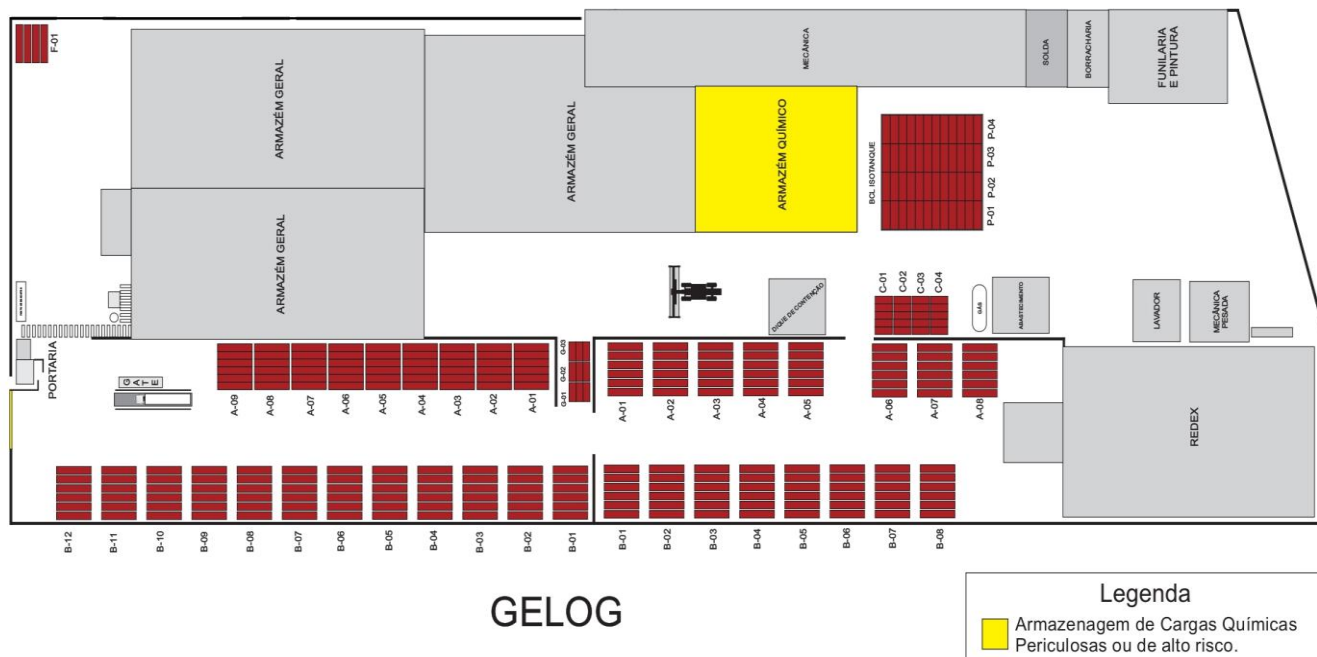 F-01
ARMAZÉM GERAL
ARMAZÉM GERAL
ARMAZÉM GERAL
MECÂNICA
SOLDA
BORRACHARIA
FUNILARIA
E PINTURA
ARMAZÉM QUÍMICO
BCL ISOTANQUE
P-04
P-03
P-02
P-01
C-01
C-02
C-03
C-04
GÁS
ABASTECIMENTO
DIQUE DE CONTENÇÃO
LAVADOR
MECÂNICA
PESADA
PORTARIA
GATE
A-09
A-08
A-07
A-06
A-05
A-04
A-03
A-02
A-01
G-03
G-02
G-01
A-01
A-02
A-03
A-04
A-05
A-06
A-07
A-08
REDEX
B-12
B-11
B-10
B-09
B-08
B-07
B-06
B-05
B-04
B-03
B-02
B-01
B-01
B-02
B-03
B-04
B-05
B-06
B-07
B-08
GELOG
Legenda
Armazenagem de Cargas Químicas
Periculosas ou de alto risco.